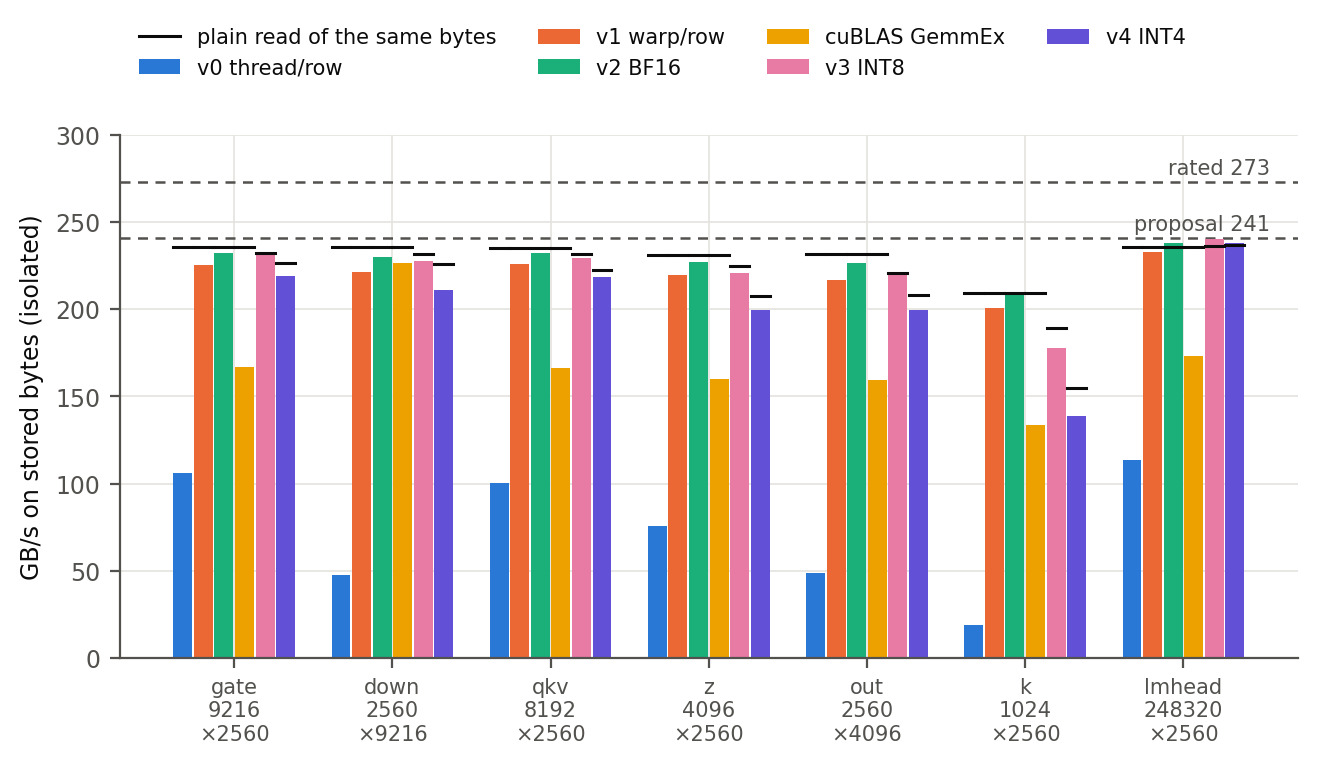 plain read of the same bytes
v0 thread/row
v1 warp/row
v2 BF16
cuBLAS GemmEx
v3 INT8
v4 INT4
GB/s on stored bytes (isolated)
300
250
200
150
100
50
0
rated 273
proposal 241
gate
9216
×2560
down
2560
×9216
qkv
8192
×2560
z
4096
×2560
out
2560
×4096
k
1024
×2560
lmhead
248320
×2560